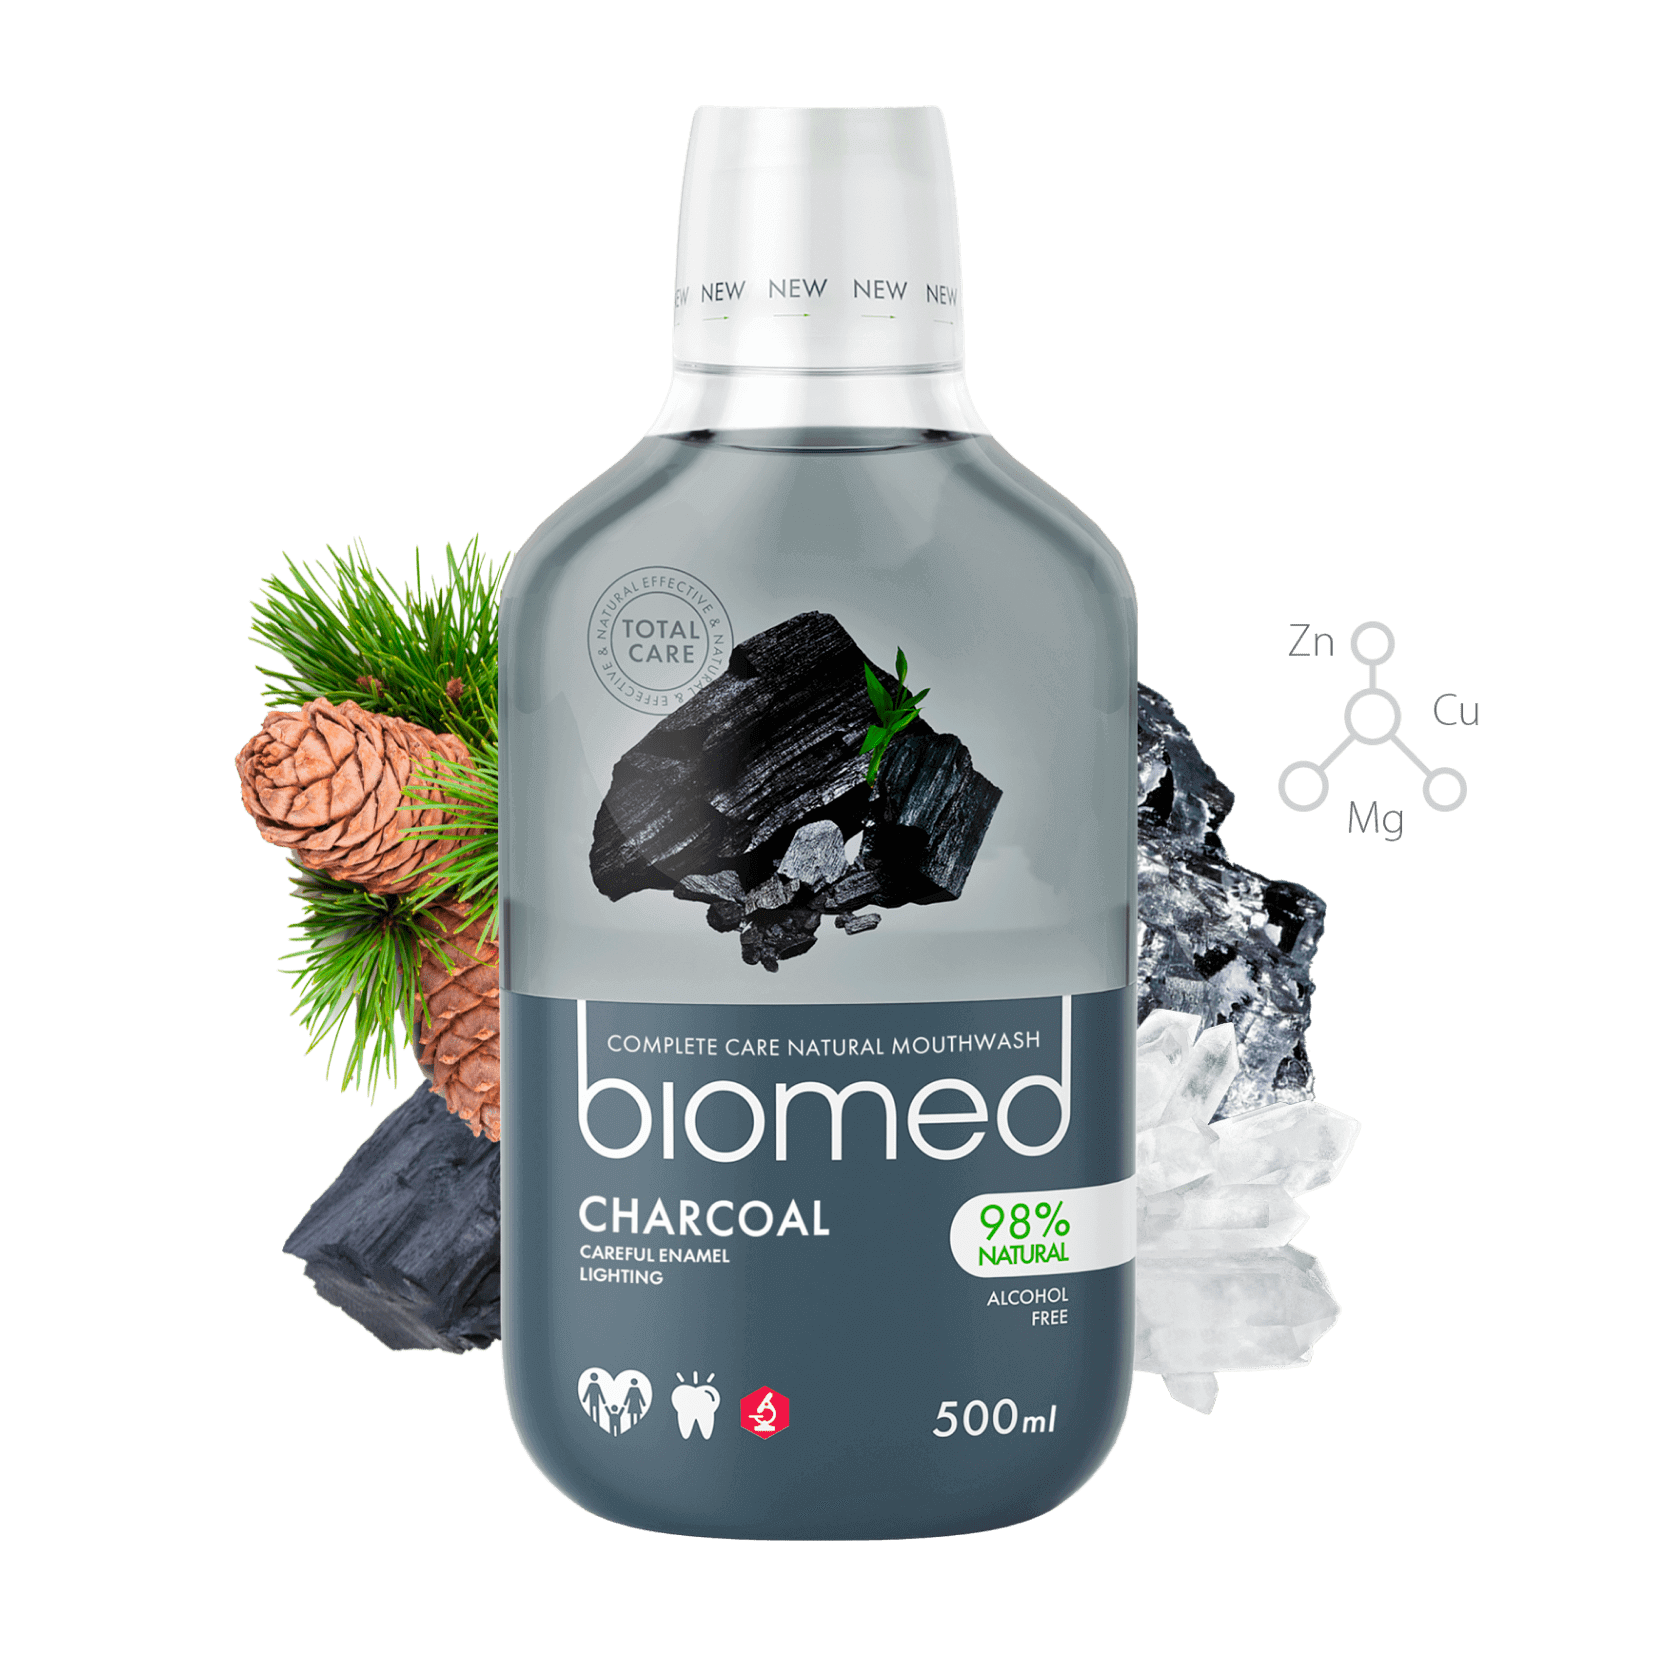 NEW NEW NEW NEW
NATURAL EFFECTIVE & NATURAL & EFFECTIVE &
TOTAL
CARE
Zn
Cu
Mg
COMPLETE CARE NATURAL MOUTHWASH
biomed
CHARCOAL
CAREFUL ENAMEL
LIGHTING
98%
NATURAL
ALCOHOL
FREE
500ml